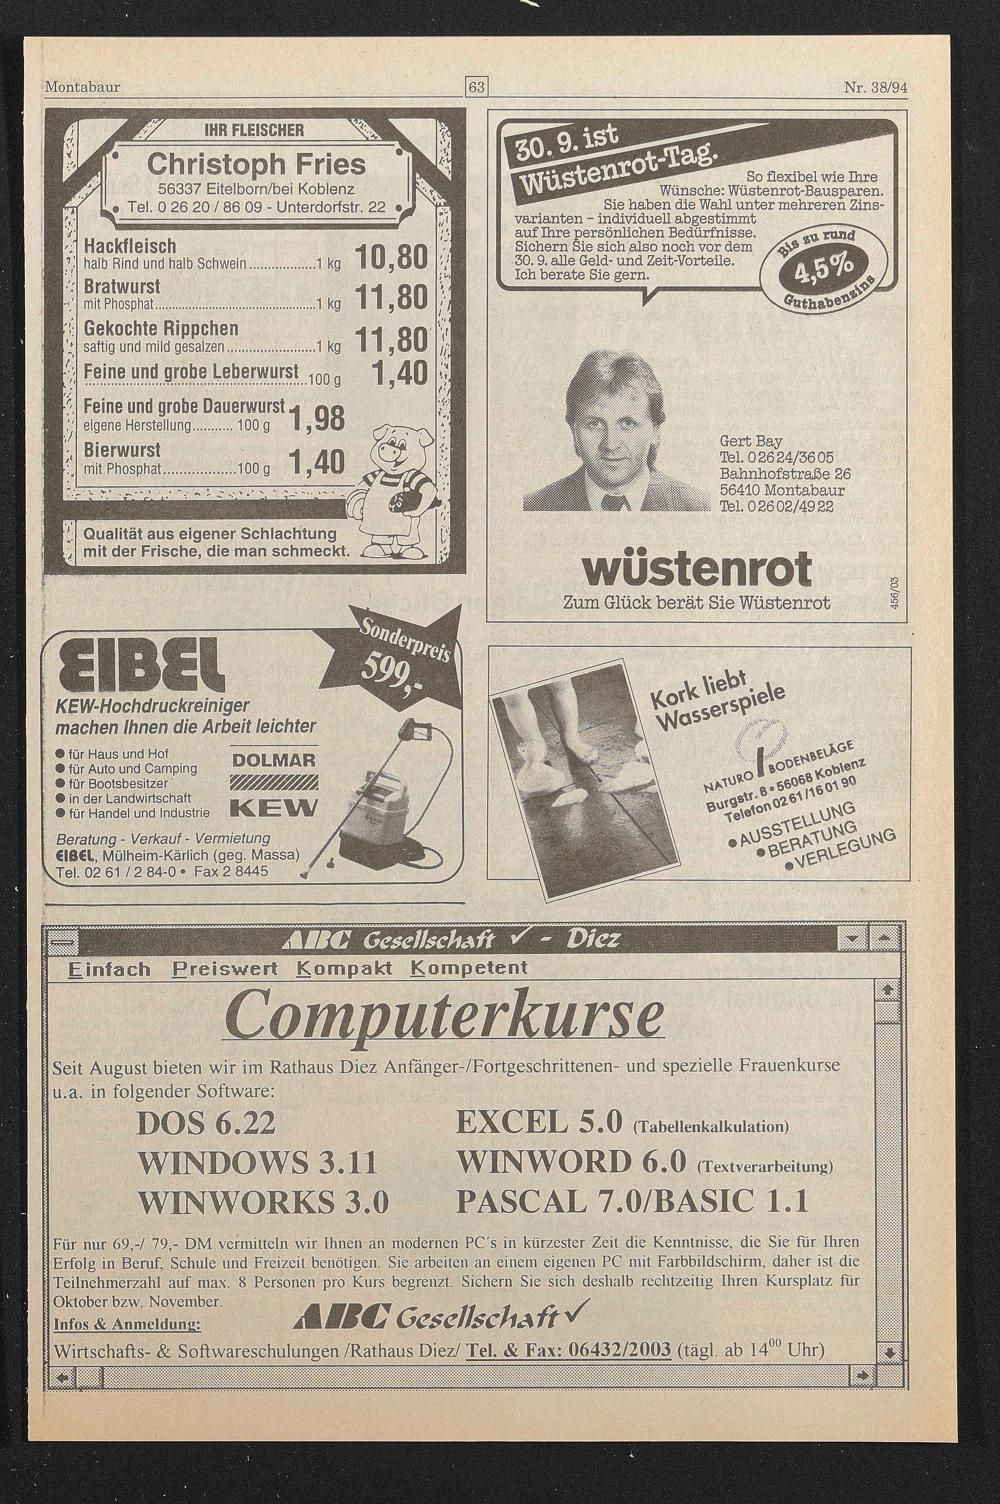 Montabaur
63
Nr. 38/94
IHR FLEISCHER
Christoph Fries
56337 Eitelborn/bei Koblenz
Tel. 0 26 20 / 86 09 - Unterdorfstr. 22
Hackfleisch
halb Rind und halb Schwein ................1 kg 10,80
Bratwurst
mit Phosphat.......................................1 kg 11,80
Gekochte Rippchen
saftig und mild gesalzen ......................1 kg 11,80
Feine und grobe Leberwurst 100 g 1,40
Feine und grobe Dauerwurst
eigene Herstellung.......... 100 g 1,98
Bierwurst
mit Phosphat..................100 g 1,40
Qualität aus eigener Schlachtung
mit der Frische, die man schmeckt.
30. 9. ist
Wüstenrot-Tag.
So flexibel wie Ihre
Wünsche: Wüstenrot-Bausparen.
Sie haben die Wahl unter mehreren Zins-
varianten – individuell abgestimmt
auf Ihre persönlichen Bedürfnisse.
Sichern Sie sich also noch vor dem
30. 9. alle Geld- und Zeit-Vorteile.
Ich berate Sie gern.
Bis zu rund
4,5%
Guthabenzins
Gert Bay
Tel. 02624/3605
Bahnhofstraße 26
56410 Montabaur
Tel. 02602/4922
wüstenrot
Zum Glück berät Sie Wüstenrot
456/03
EIBEL
Sonderpreis
599,-
KEW-Hochdruckreiniger
machen Ihnen die Arbeit leichter
● für Haus und Hof
● für Auto und Camping
● für Bootsbesitzer
● in der Landwirtschaft
● für Handel und Industrie
DOLMAR
KEW
Beratung - Verkauf - Vermietung
EIBEL, Mülheim-Kärlich (geg. Massa)
Tel. 02 61 / 2 84-0 • Fax 2 8445
Kork liebt
Wasserspiele
NATURO BODENBELÄGE
Burgstr. 8 • 56068 Koblenz
Telefon 02 61 / 16 01 90
● AUSSTELLUNG
● BERATUNG
● VERLEGUNG
ABC Gesellschaft ✓ - Diez
Einfach Preiswert Kompakt Kompetent
Computerkurse
Seit August bieten wir im Rathaus Diez Anfänger-/Fortgeschrittenen- und spezielle Frauenkurse
u.a. in folgender Software:
DOS 6.22
EXCEL 5.0 (Tabellenkalkulation)
WINDOWS 3.11
WINWORD 6.0 (Textverarbeitung)
WINWORKS 3.0
PASCAL 7.0/BASIC 1.1
Für nur 69,-/ 79,- DM vermitteln wir Ihnen an modernen PC´s in kürzester Zeit die Kenntnisse, die Sie für Ihren
Erfolg in Beruf, Schule und Freizeit benötigen. Sie arbeiten an einem eigenen PC mit Farbbildschirm, daher ist die
Teilnehmerzahl auf max. 8 Personen pro Kurs begrenzt. Sichern Sie sich deshalb rechtzeitig Ihren Kursplatz für
Oktober bzw. November.
Infos & Anmeldung:
ABC Gesellschaft ✓
Wirtschafts- & Softwareschulungen /Rathaus Diez/ Tel. & Fax: 06432/2003 (tägl. ab 14⁰⁰ Uhr)